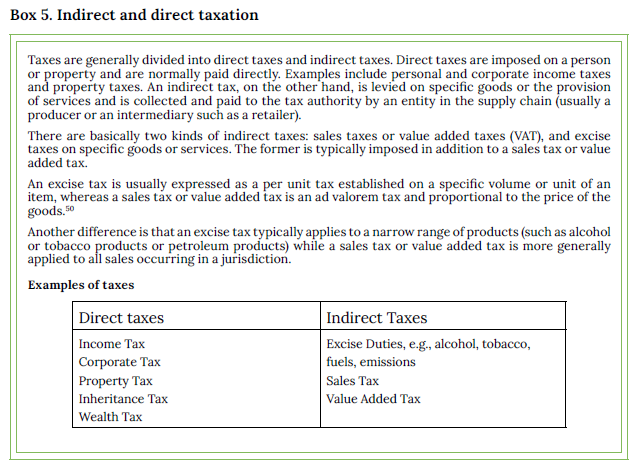 Box 5. Indirect and direct taxation
Taxes are generally divided into direct taxes and indirect taxes. Direct taxes are imposed on a person
or property and are normally paid directly. Examples include personal and corporate income taxes
and property taxes. An indirect tax, on the other hand, is levied on specific goods or the provision
of services and is collected and paid to the tax authority by an entity in the supply chain (usually a
producer or an intermediary such as a retailer).
There are basically two kinds of indirect taxes: sales taxes or value added taxes (VAT), and excise
taxes on specific goods or services. The former is typically imposed in addition to a sales tax or value
added tax.
An excise tax is usually expressed as a per unit tax established on a specific volume or unit of an
item, whereas a sales tax or value added tax is an ad valorem tax and proportional to the price of the
goods.50
Another difference is that an excise tax typically applies to a narrow range of products (such as alcohol
or tobacco products or petroleum products) while a sales tax or value added tax is more generally
applied to all sales occurring in a jurisdiction.
Examples of taxes
Direct taxes
Income Tax
Corporate Tax
Property Tax
Inheritance Tax
Wealth Tax
Indirect Taxes
Excise Duties, e.g., alcohol, tobacco,
fuels, emissions
Sales Tax
Value Added Tax